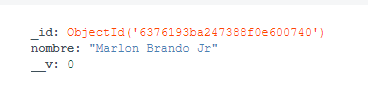 _id: ObjectId('6376193ba247388f0e600740')
nombre: "Marlon Brando Jr"
__v: 0